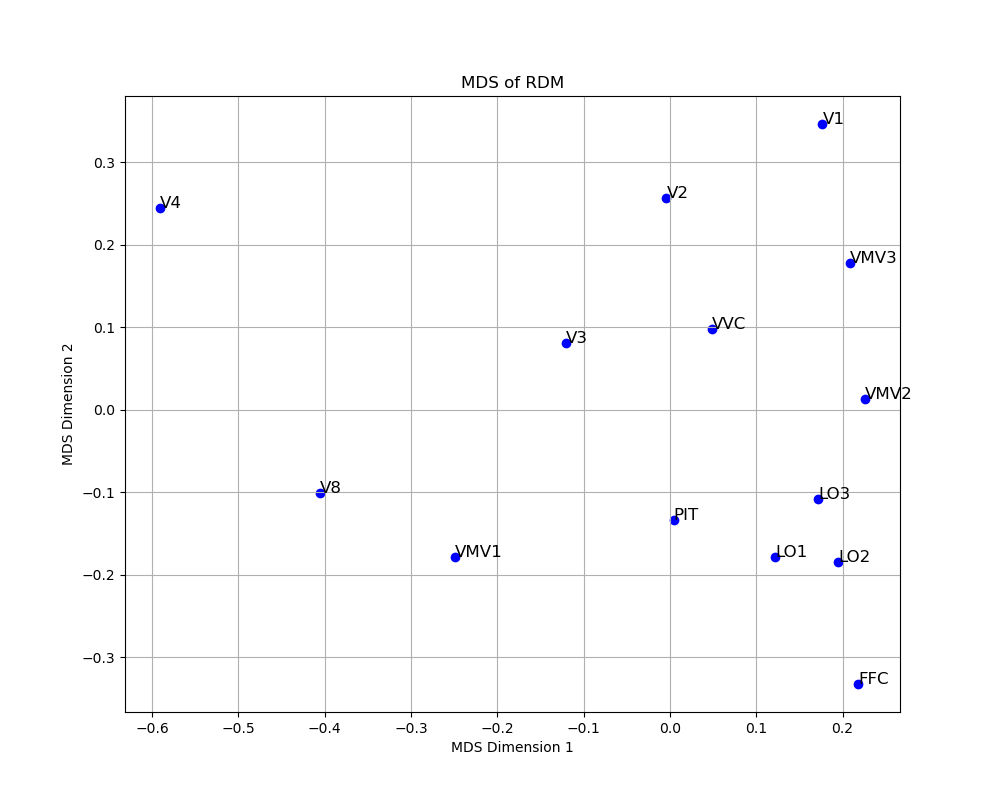 MDS of RDM
V1
V2
V4
VMV3
VVC
V3
VMV2
V8
LO3
PIT
VMV1
LO1
LO2
FFC
0.3
0.2
0.1
0.0
−0.1
−0.2
−0.3
MDS Dimension 2
−0.6
−0.5
−0.4
−0.3
−0.2
−0.1
0.0
0.1
0.2
MDS Dimension 1